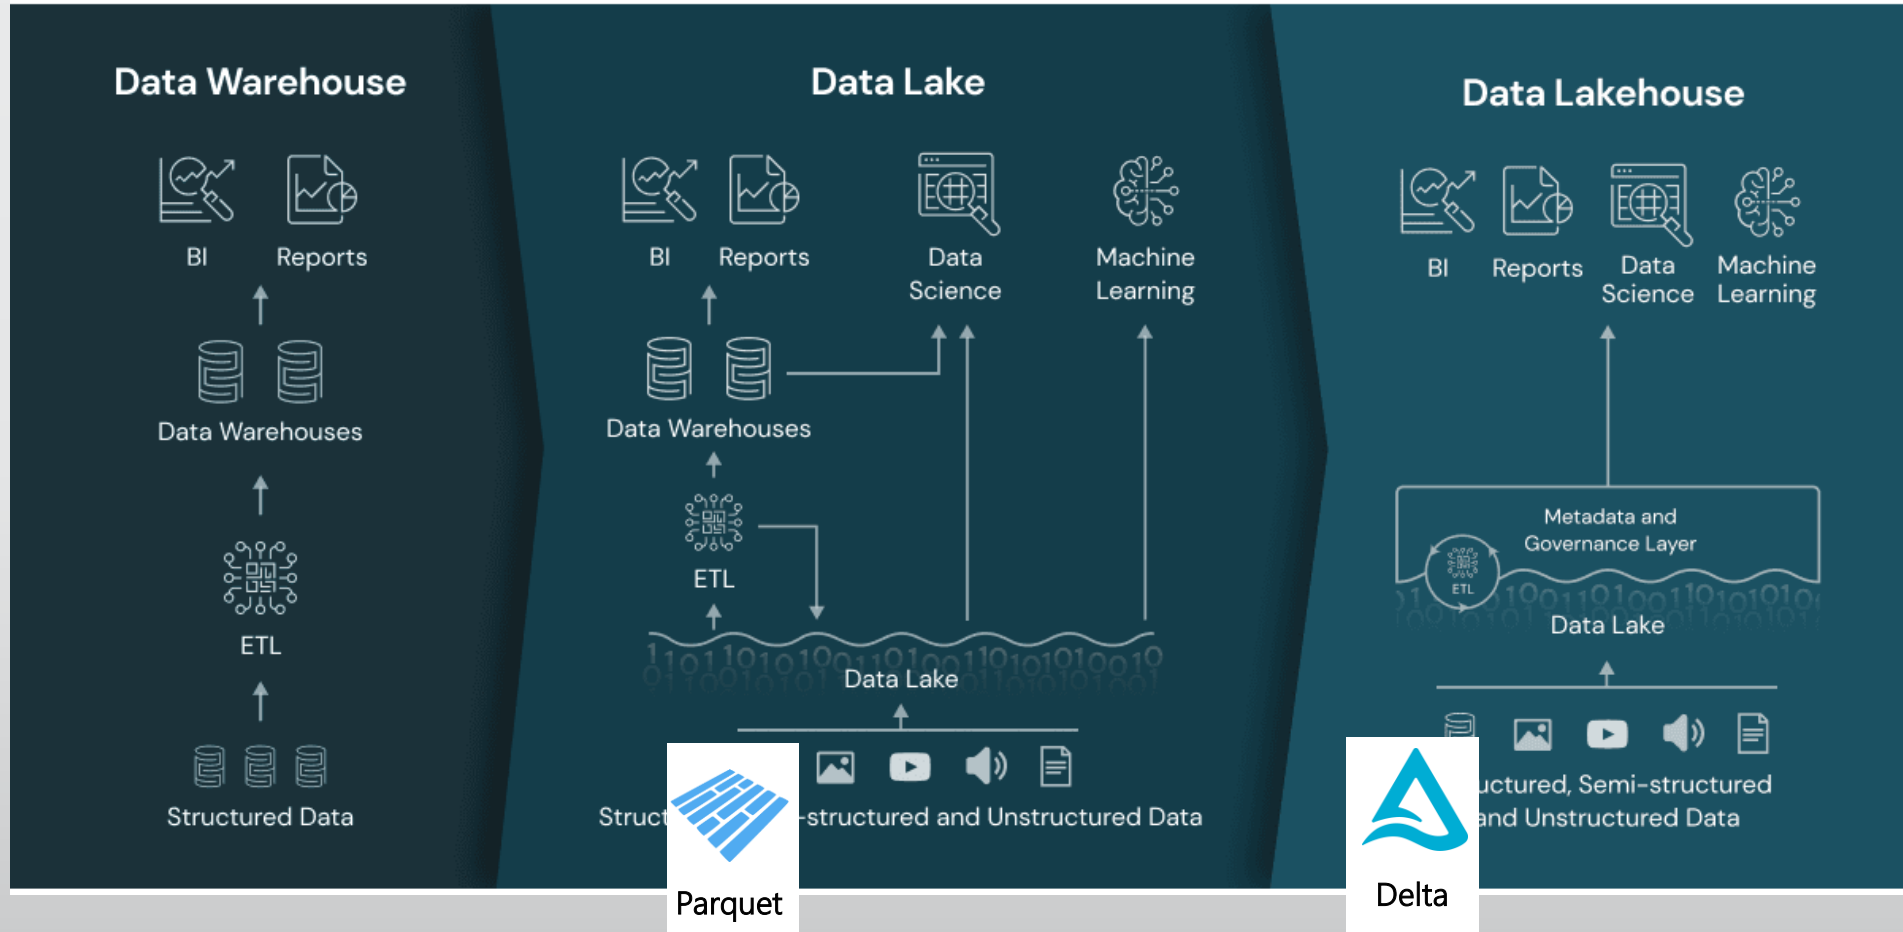 Data Warehouse
BI
Reports
Data Warehouses
ETL
Structured Data
Data Lake
BI
Reports
Data
Science
Machine
Learning
Data Warehouses
ETL
Data Lake
Struct -structured and Unstructured Data
Parquet
Data Lakehouse
BI
Reports
Data
Science
Machine
Learning
Metadata and
Governance Layer
ETL
Data Lake
uctured, Semi-structured
and Unstructured Data
Delta